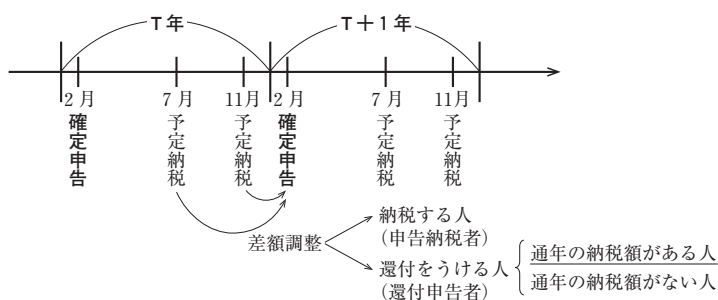 T年
T+1年
2月
確定申告
7月
予定納税
11月
予定納税
2月
確定申告
7月
予定納税
11月
予定納税
差額調整
納税する人
(申告納税者)
還付をうける人
(還付申告者)
通年の納税額がある人
通年の納税額がない人